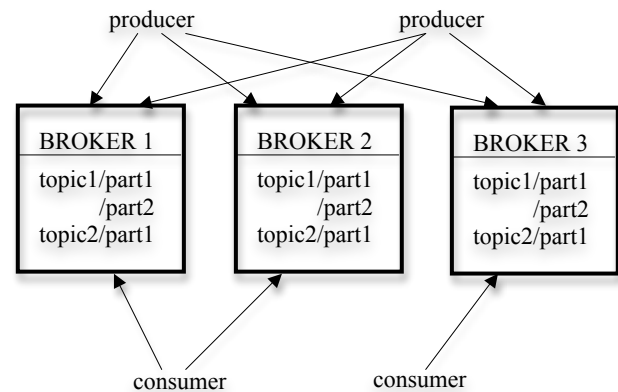 producer
producer
BROKER 1
topic1/part1
/part2
topic2/part1
BROKER 2
topic1/part1
/part2
topic2/part1
BROKER 3
topic1/part1
/part2
topic2/part1
consumer
consumer